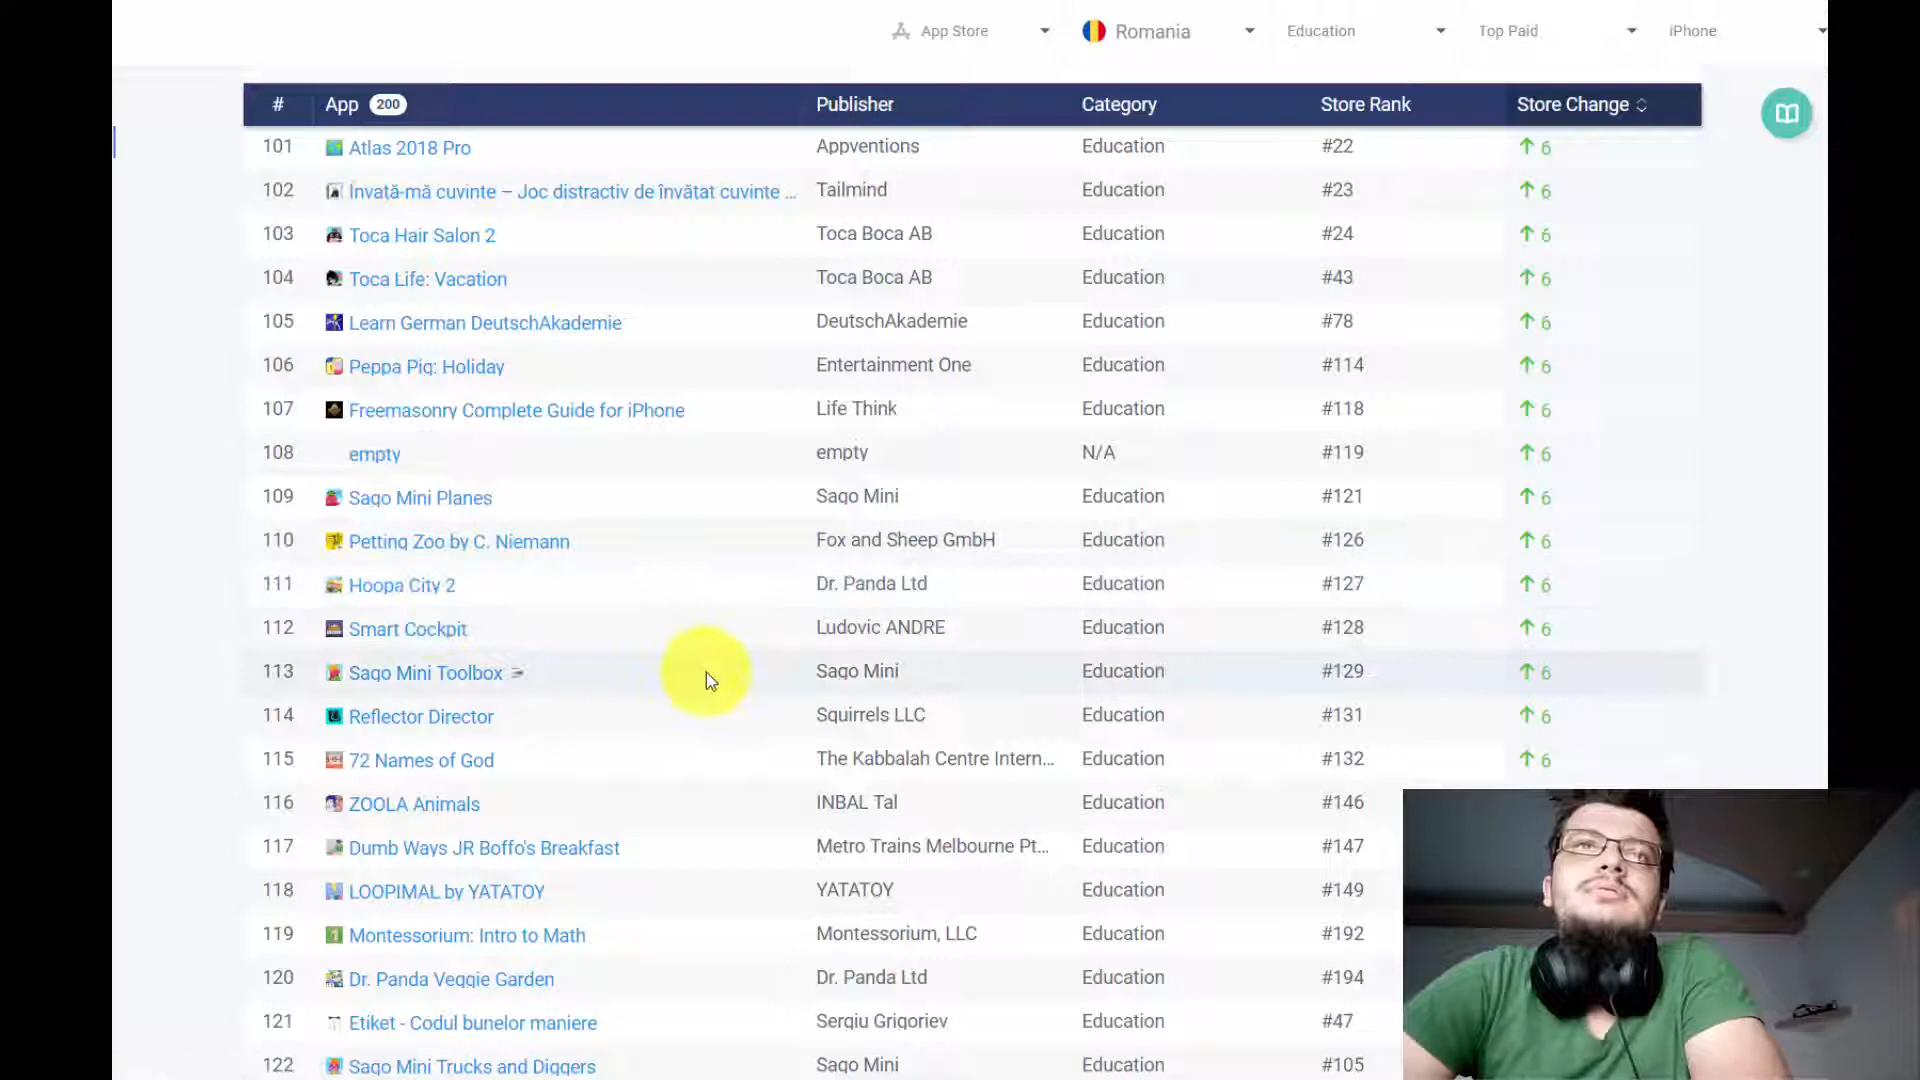 App Store Romania Education Top Paid iPhone
# App 200 Publisher Category Store Rank Store Change
101 Atlas 2018 Pro Appventions Education #22 6
102 Învață-mă cuvinte – Joc distractiv de învățat cuvinte ... Tailmind Education #23 6
103 Toca Hair Salon 2 Toca Boca AB Education #24 6
104 Toca Life: Vacation Toca Boca AB Education #43 6
105 Learn German DeutschAkademie DeutschAkademie Education #78 6
106 Peppa Pig: Holiday Entertainment One Education #114 6
107 Freemasonry Complete Guide for iPhone Life Think Education #118 6
108 empty empty N/A #119 6
109 Sago Mini Planes Sago Mini Education #121 6
110 Petting Zoo by C. Niemann Fox and Sheep GmbH Education #126 6
111 Hoopa City 2 Dr. Panda Ltd Education #127 6
112 Smart Cockpit Ludovic ANDRE Education #128 6
113 Sago Mini Toolbox Sago Mini Education #129 6
114 Reflector Director Squirrels LLC Education #131 6
115 72 Names of God The Kabbalah Centre Intern... Education #132 6
116 ZOOLA Animals INBAL Tal Education #146
117 Dumb Ways JR Boffo's Breakfast Metro Trains Melbourne Pt... Education #147
118 LOOPIMAL by YATATOY YATATOY Education #149
119 Montessorium: Intro to Math Montessorium, LLC Education #192
120 Dr. Panda Veggie Garden Dr. Panda Ltd Education #194
121 Etiket - Codul bunelor maniere Sergiu Grigoriev Education #47
122 Sago Mini Trucks and Diggers Sago Mini Education #105